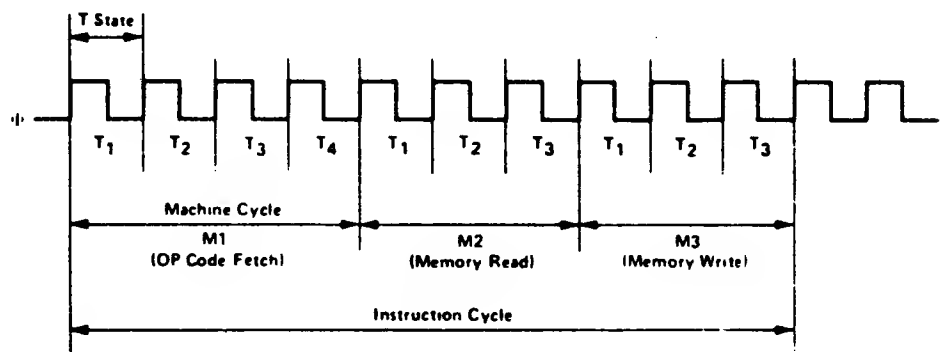 T State
Φ T₁ T₂ T₃ T₄ T₁ T₂ T₃ T₁ T₂ T₃
Machine Cycle
M1 M2 M3
(OP Code Fetch) (Memory Read) (Memory Write)
Instruction Cycle